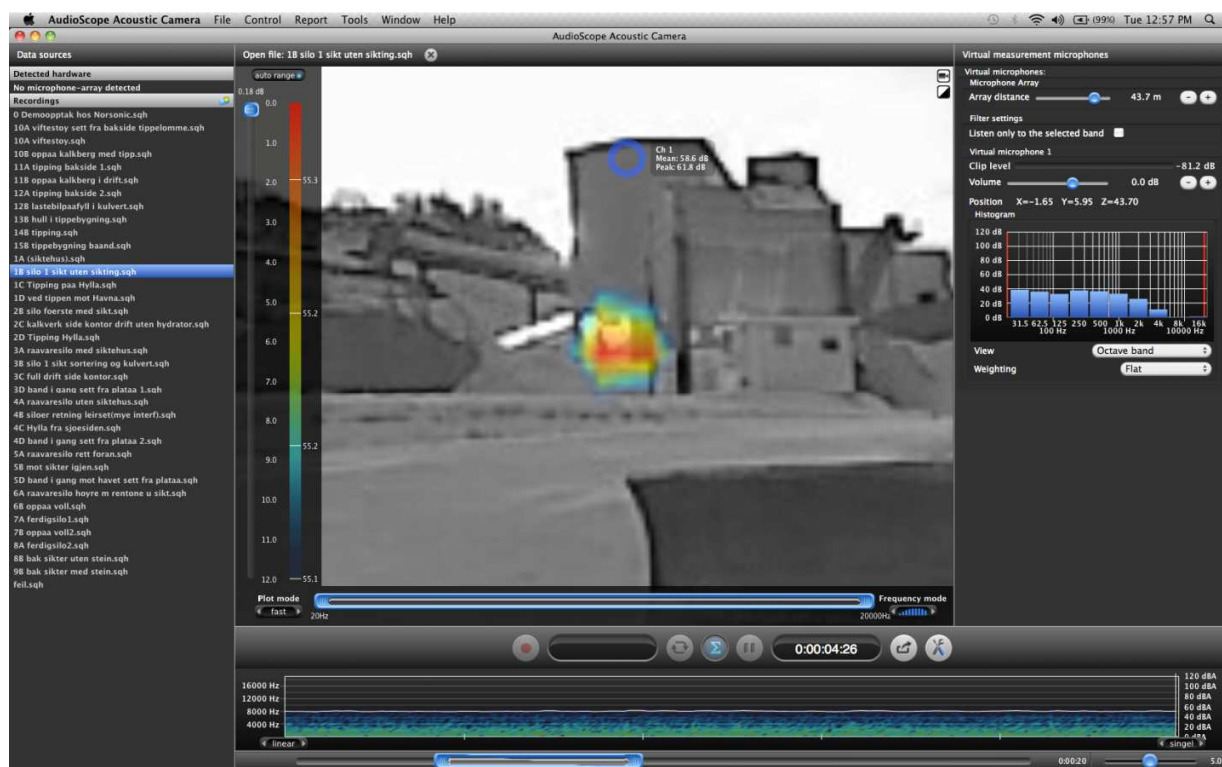 AudioScope Acoustic Camera File Control Report Tools Window Help
(99%) Tue 12:57 PM
AudioScope Acoustic Camera
Data sources
Detected hardware
No microphone-array detected
Recordings
0 Demoopptak hos Norsonic.sqh
10A viftestoy sett fra bakside tippelomme.sqh
10A viftestoy.sqh
10B oppaa kalkberg med tipp.sqh
11A tipping bakside 1.sqh
11B oppaa kalkberg i drift.sqh
12A tipping bakside 2.sqh
12B lastebilpaafyll i kulvert.sqh
13B hull i tippebygning.sqh
14B tipping.sqh
15B tippebygning baand.sqh
1A (siktehus).sqh
1B silo 1 sikt uten sikting.sqh
1C Tipping paa Hylla.sqh
1D ved tippen mot Havna.sqh
2B silo foerste med sikt.sqh
2C kalkverk side kontor drift uten hydrator.sqh
2D Tipping Hylla.sqh
3A raavaresilo med siktehus.sqh
3B silo 1 sikt sortering og kulvert.sqh
3C full drift side kontor.sqh
3D band i gang sett fra plataa 1.sqh
4A raavaresilo uten siktehus.sqh
4B siloer retning leirset(mye interf).sqh
4C Hylla fra sjoesiden.sqh
4D band i gang sett fra plataa 2.sqh
5A raavaresilo rett foran.sqh
5B mot sikter igjen.sqh
5D band i gang mot havet sett fra plataa.sqh
6A raavaresilo hoyre m rentone u sikt.sqh
6B oppaa voll.sqh
7A ferdigsilo1.sqh
7B oppaa voll2.sqh
8A ferdigsilo2.sqh
8B bak sikter uten stein.sqh
9B bak sikter med stein.sqh
feil.sqh
Open file: 1B silo 1 sikt uten sikting.sqh
auto range
0.18 dB
0.0
1.0
2.0 55.3
3.0
4.0
5.0 55.2
6.0
7.0
8.0 55.2
9.0
10.0
11.0
12.0 55.1
Ch 1
Mean: 58.6 dB
Peak: 61.8 dB
Plot mode
fast
20Hz
20000Hz
Frequency mode
Virtual measurement microphones
Virtual microphones:
Microphone Array
Array distance 43.7 m
Filter settings
Listen only to the selected band
Virtual microphone 1
Clip level -81.2 dB
Volume 0.0 dB
Position X=-1.65 Y=5.95 Z=43.70
Histogram
120 dB
100 dB
80 dB
60 dB
40 dB
20 dB
0 dB
31.5 62.5 125 250 500 1k 2k 4k 8k 16k
100 Hz 1000 Hz 10000 Hz
View Octave band
Weighting Flat
0:00:04:26
16000 Hz
12000 Hz
8000 Hz
4000 Hz
120 dBA
100 dBA
80 dBA
60 dBA
40 dBA
20 dBA
0 dBA
linear
singel
0:00:20
5.0